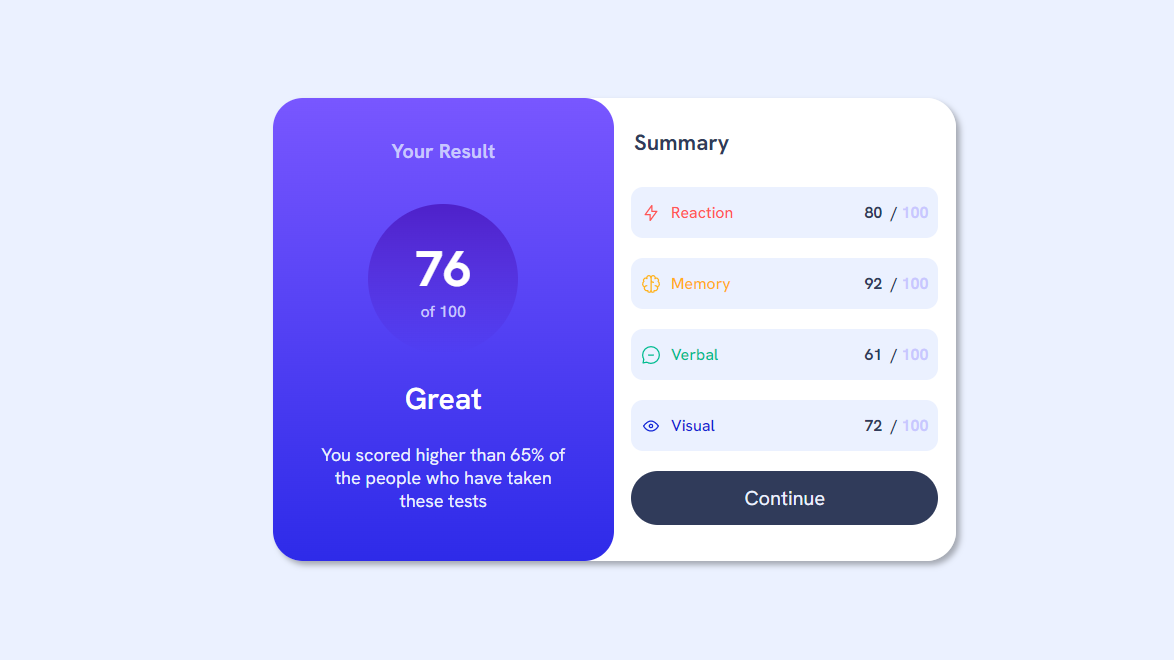 Your Result
76
of 100
Great
You scored higher than 65% of
the people who have taken
these tests
Summary
Reaction 80 / 100
Memory 92 / 100
Verbal 61 / 100
Visual 72 / 100
Continue